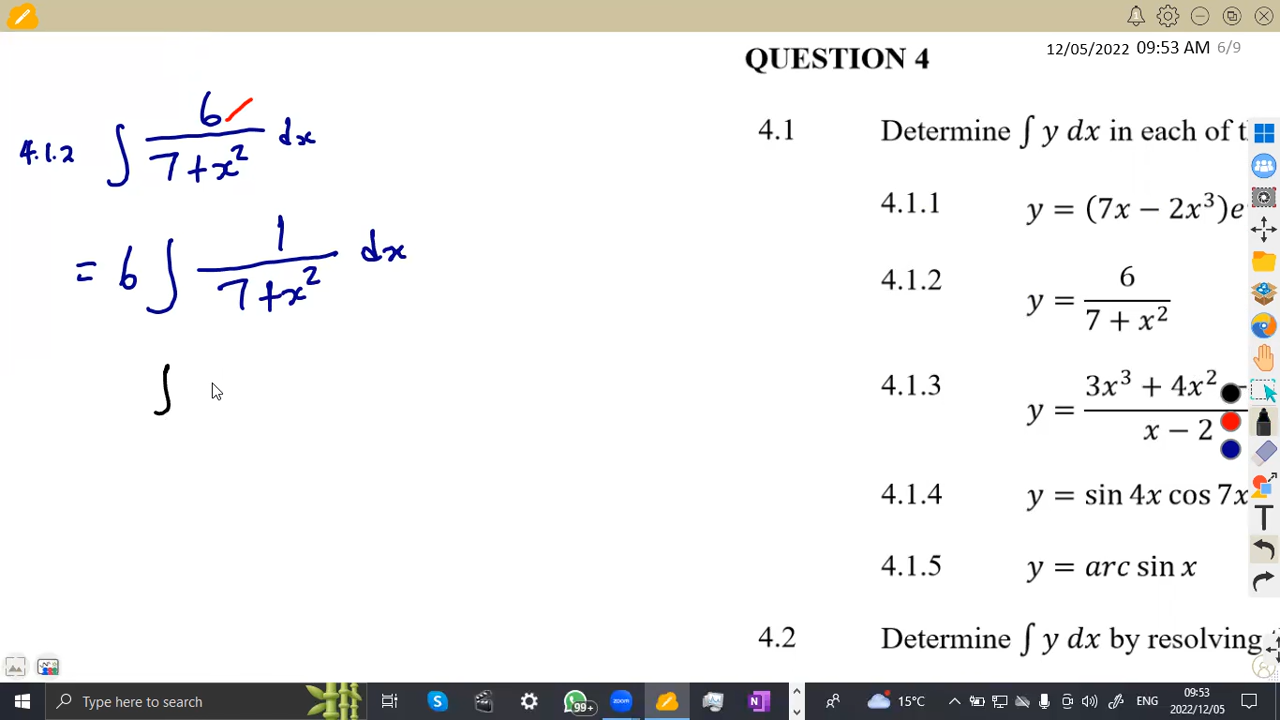 12/05/2022 09:53 AM 6/9
4.1.2 ∫ 6/(7+x²) dx
= 6 ∫ 1/(7+x²) dx
∫
QUESTION 4
4.1 Determine ∫ y dx in each of t
4.1.1 y = (7x − 2x³)e
4.1.2 y = 6/(7 + x²)
4.1.3 y = (3x³ + 4x² −)/(x − 2)
4.1.4 y = sin 4x cos 7x
4.1.5 y = arc sin x
4.2 Determine ∫ y dx by resolving
T
Type here to search
99+
N
15°C
ENG
09:53
2022/12/05